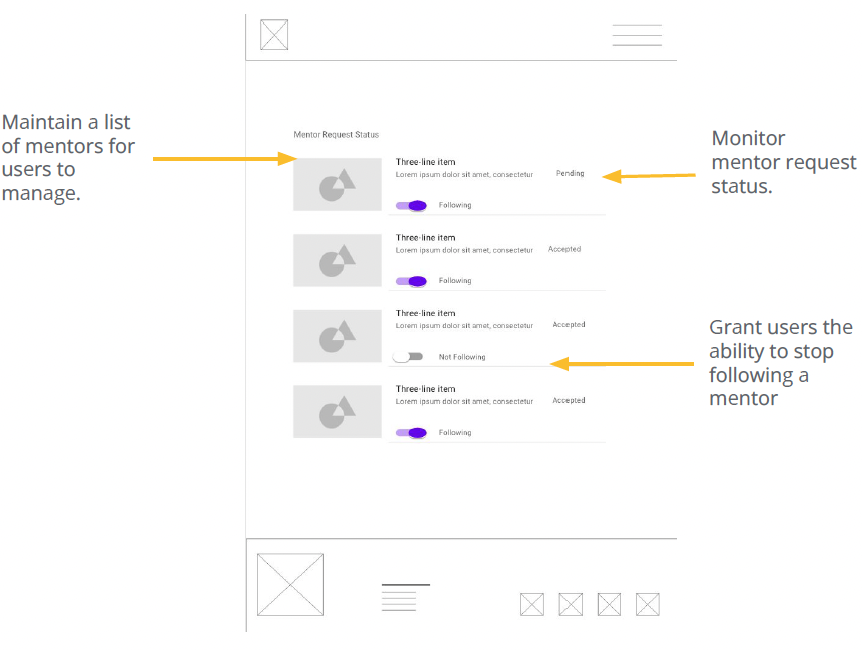 Maintain a list
of mentors for
users to
manage.
Mentor Request Status
Three-line item
Lorem ipsum dolor sit amet, consectetur
Pending
Following
Three-line item
Lorem ipsum dolor sit amet, consectetur
Accepted
Following
Three-line item
Lorem ipsum dolor sit amet, consectetur
Accepted
Not Following
Three-line item
Lorem ipsum dolor sit amet, consectetur
Accepted
Following
Monitor
mentor request
status.
Grant users the
ability to stop
following a
mentor